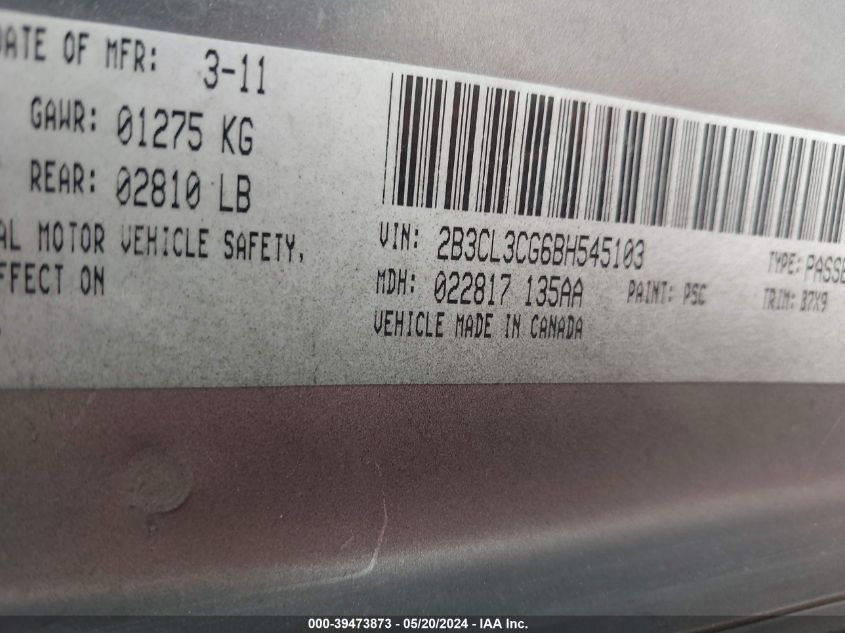 DATE OF MFR: 3-11
GAWR: 01275 KG
REAR: 02810 LB
AL MOTOR VEHICLE SAFETY,
FFECT ON
VIN: 2B3CL3CG6BH545103
TYPE: PASSE
MDH: 022817 135AA
PAINT: PSC
TRIM: B7X9
VEHICLE MADE IN CANADA
000-39473873 - 05/20/2024 - IAA Inc.